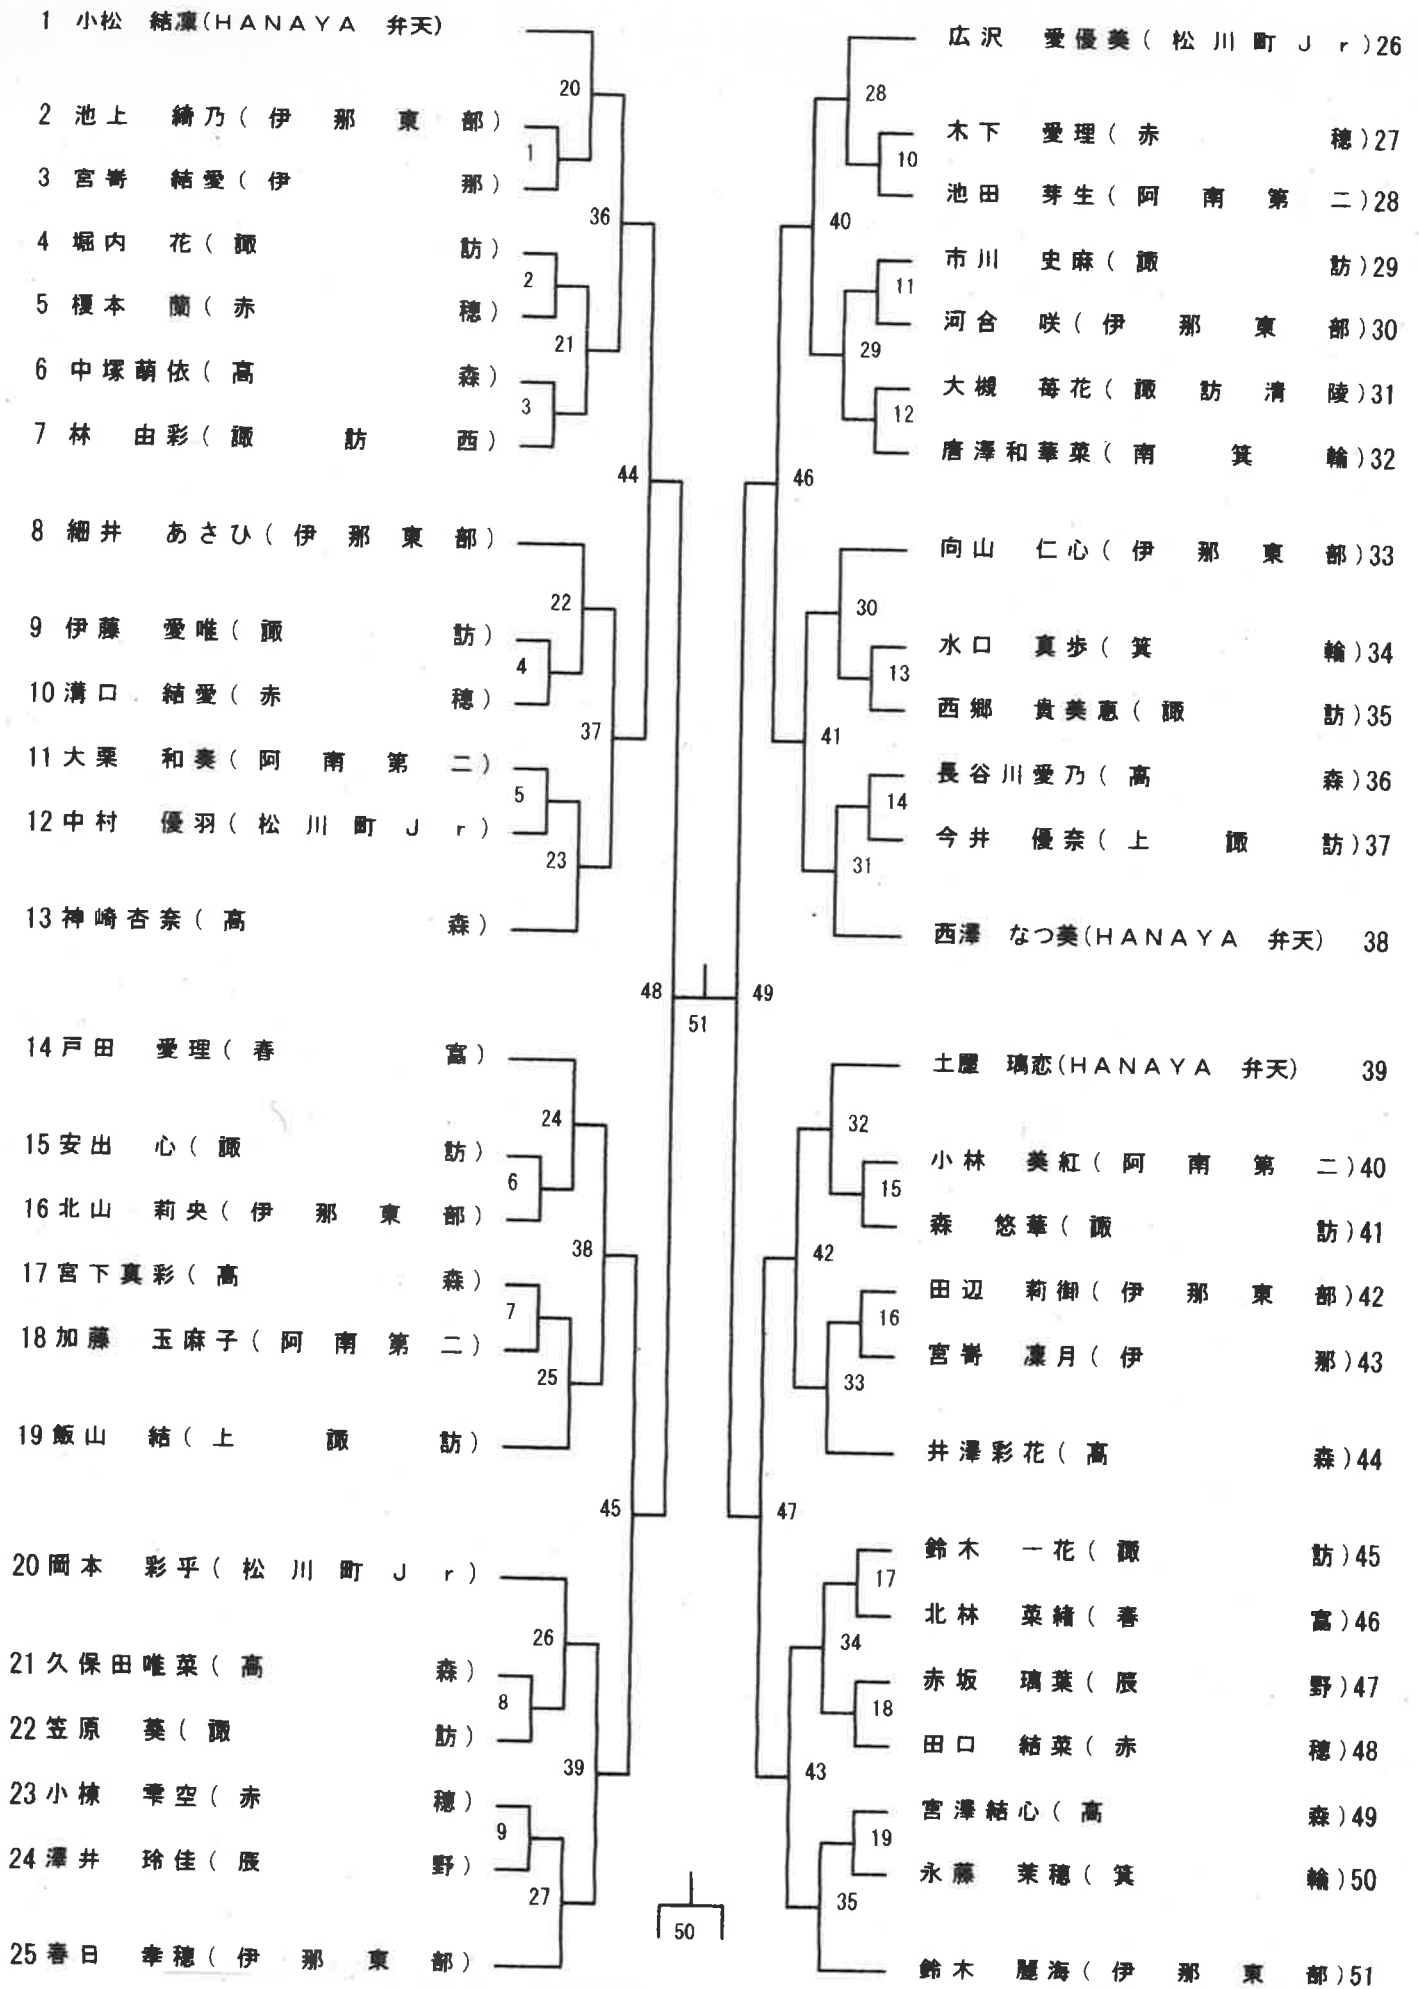 1 小松 結凜(HANAYA 弁天)
2 池上 綺乃(伊那東部)
3 宮嵜 結愛(伊那)
4 堀内 花(諏訪)
5 榎本 蘭(赤穂)
6 中塚萌依(高森)
7 林 由彩(諏訪西)
8 細井 あさひ(伊那東部)
9 伊藤 愛唯(諏訪)
10 溝口 結愛(赤穂)
11 大栗 和奏(阿南第二)
12 中村 優羽(松川町Jr)
13 神崎杏奈(高森)
14 戸田 愛理(春富)
15 安出 心(諏訪)
16 北山 莉央(伊那東部)
17 宮下真彩(高森)
18 加藤 玉麻子(阿南第二)
19 飯山 結(上諏訪)
20 岡本 彩乎(松川町Jr)
21 久保田唯菜(高森)
22 笠原 葵(諏訪)
23 小棟 雫空(赤穂)
24 澤井 玲佳(辰野)
25 春日 幸穂(伊那東部)
20
1
36
2
21
3
44
22
4
37
5
23
48
24
6
38
7
25
45
26
8
39
9
27
51
50
28
10
40
11
29
12
46
30
13
41
14
31
49
32
15
42
16
33
47
17
34
18
43
19
35
広沢 愛優美(松川町Jr)26
木下 愛理(赤穂)27
池田 芽生(阿南第二)28
市川 史麻(諏訪)29
河合 咲(伊那東部)30
大槻 苺花(諏訪清陵)31
唐澤和華菜(南箕輪)32
向山 仁心(伊那東部)33
水口 真歩(箕輪)34
西郷 貴美恵(諏訪)35
長谷川愛乃(高森)36
今井 優奈(上諏訪)37
西澤 なつ美(HANAYA 弁天) 38
土屋 璃恋(HANAYA 弁天) 39
小林 美紅(阿南第二)40
森 悠華(諏訪)41
田辺 莉御(伊那東部)42
宮嵜 凜月(伊那)43
井澤彩花(高森)44
鈴木 一花(諏訪)45
北林 菜緒(春富)46
赤坂 璃葉(辰野)47
田口 結菜(赤穂)48
宮澤結心(高森)49
永藤 茉穂(箕輪)50
鈴木 麗海(伊那東部)51